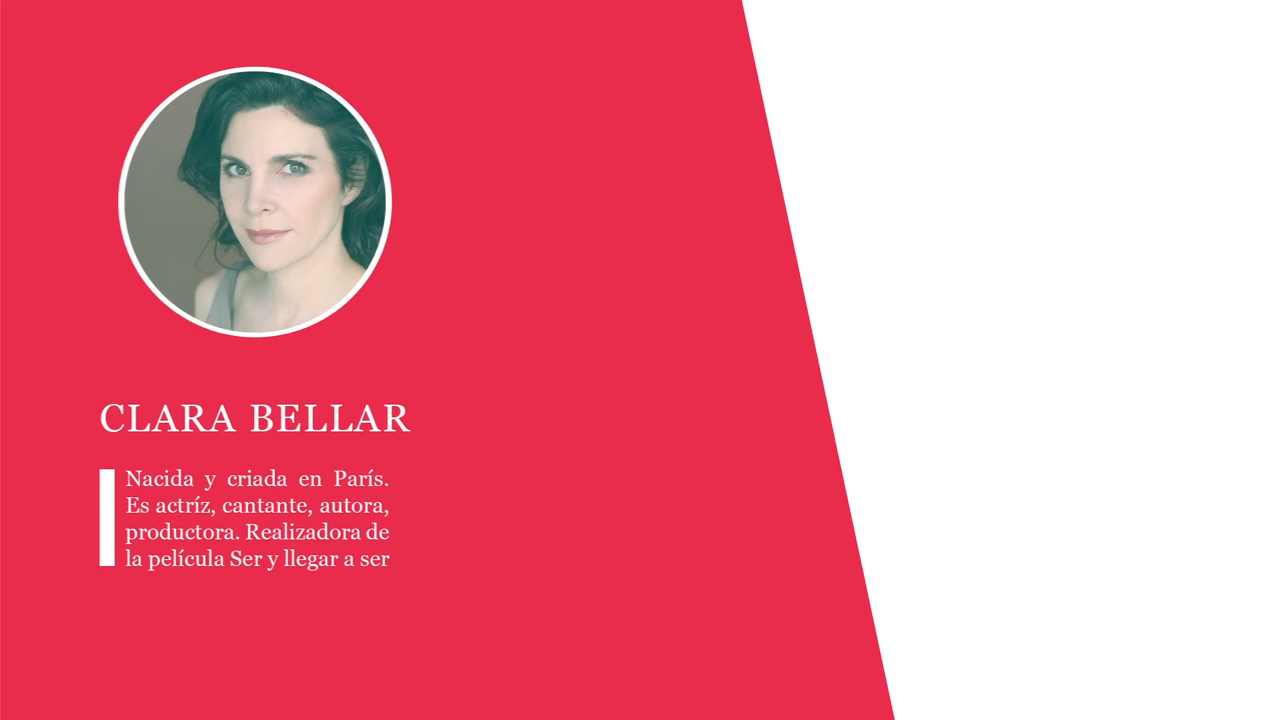 CLARA BELLAR
Nacida y criada en París.
Es actríz, cantante, autora,
productora. Realizadora de
la película Ser y llegar a ser